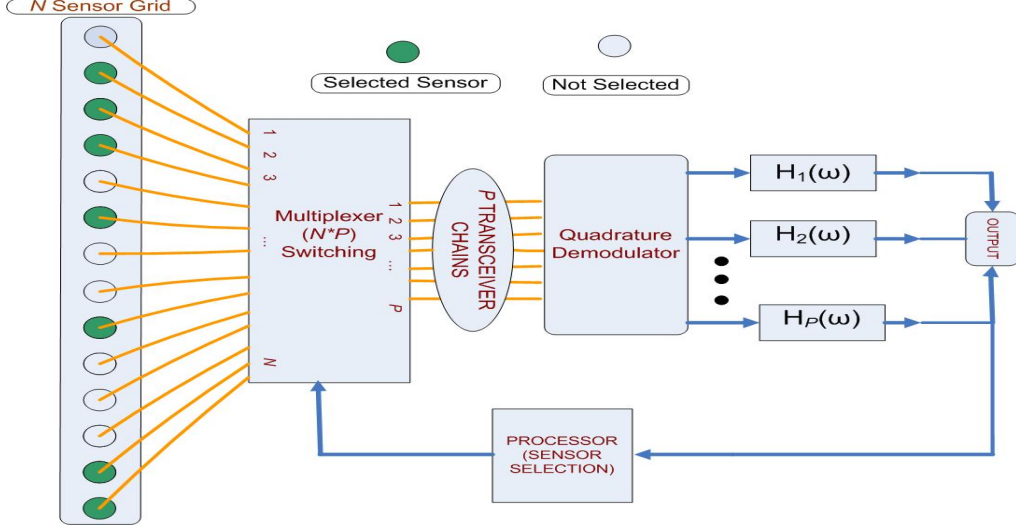 N Sensor Grid
Selected Sensor
Not Selected
1
2
3
...
N
Multiplexer
(N*P)
Switching
1
2
3
...
P
P TRANSCEIVER
CHAINS
Quadrature
Demodulator
H1(ω)
H2(ω)
HP(ω)
OUTPUT
PROCESSOR
(SENSOR
SELECTION)